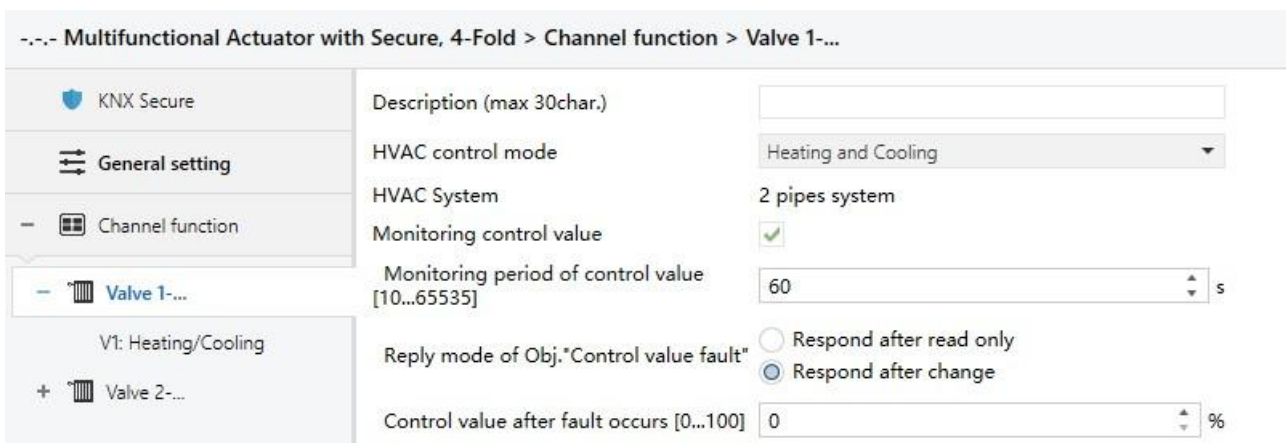 -.-.- Multifunctional Actuator with Secure, 4-Fold > Channel function > Valve 1-...
KNX Secure
General setting
Channel function
Valve 1-...
V1: Heating/Cooling
Valve 2-...
Description (max 30char.)
HVAC control mode
Heating and Cooling
HVAC System
2 pipes system
Monitoring control value
Monitoring period of control value
[10...65535]
60
s
Reply mode of Obj."Control value fault"
Respond after read only
Respond after change
Control value after fault occurs [0...100]
0
%